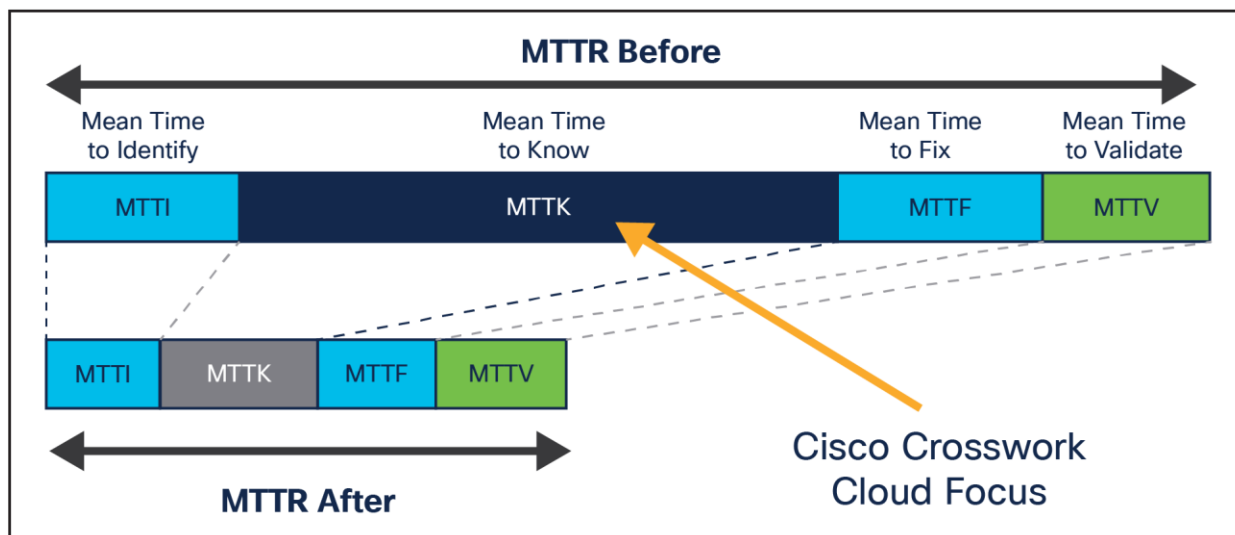 MTTR Before
Mean Time
to Identify
Mean Time
to Know
Mean Time
to Fix
Mean Time
to Validate
MTTI
MTTK
MTTF
MTTV
MTTI
MTTK
MTTF
MTTV
MTTR After
Cisco Crosswork
Cloud Focus